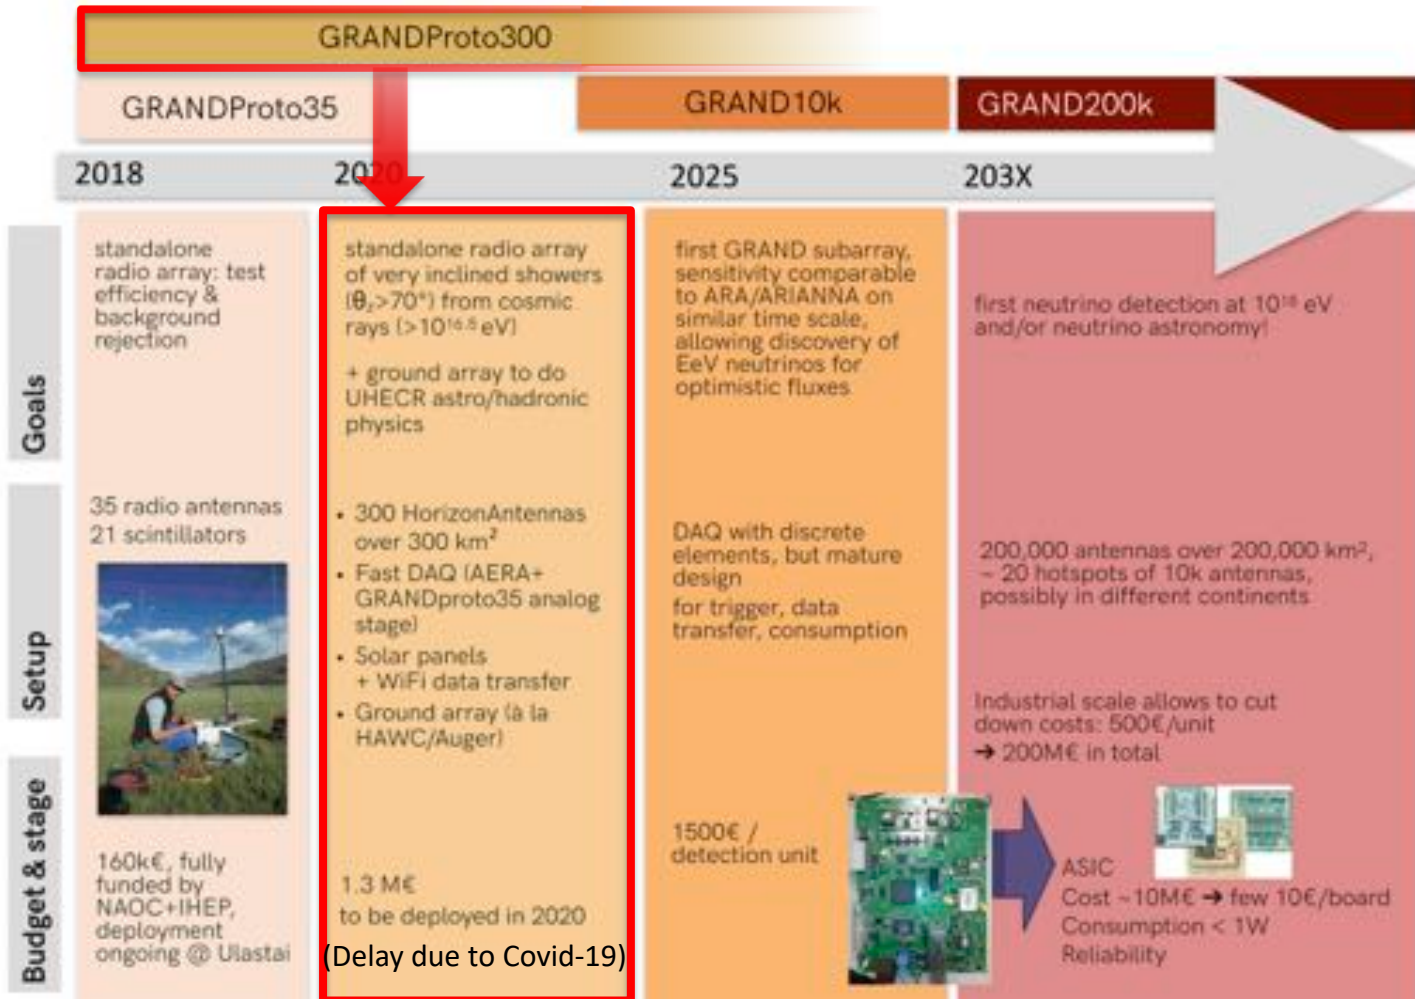 GRANDProto300
GRANDProto35
GRAND10k
GRAND200k
2018
2020
2025
203X
Goals
standalone
radio array: test
efficiency &
background
rejection
standalone radio array
of very inclined showers
(θz>70°) from cosmic
rays (>10^16.5 eV)
+ ground array to do
UHECR astro/hadronic
physics
first GRAND subarray,
sensitivity comparable
to ARA/ARIANNA on
similar time scale,
allowing discovery of
EeV neutrinos for
optimistic fluxes
first neutrino detection at 10^18 eV
and/or neutrino astronomy!
Setup
35 radio antennas
21 scintillators
• 300 HorizonAntennas
over 300 km²
• Fast DAQ (AERA+
GRANDproto35 analog
stage)
• Solar panels
+ WiFi data transfer
• Ground array (à la
HAWC/Auger)
DAQ with discrete
elements, but mature
design
for trigger, data
transfer, consumption
200,000 antennas over 200,000 km²,
~ 20 hotspots of 10k antennas,
possibly in different continents
Industrial scale allows to cut
down costs: 500€/unit
→ 200M€ in total
Budget & stage
160k€, fully
funded by
NAOC+IHEP,
deployment
ongoing @ Ulastai
1.3 M€
to be deployed in 2020
(Delay due to Covid-19)
1500€ /
detection unit
ASIC
Cost ~10M€ → few 10€/board
Consumption < 1W
Reliability